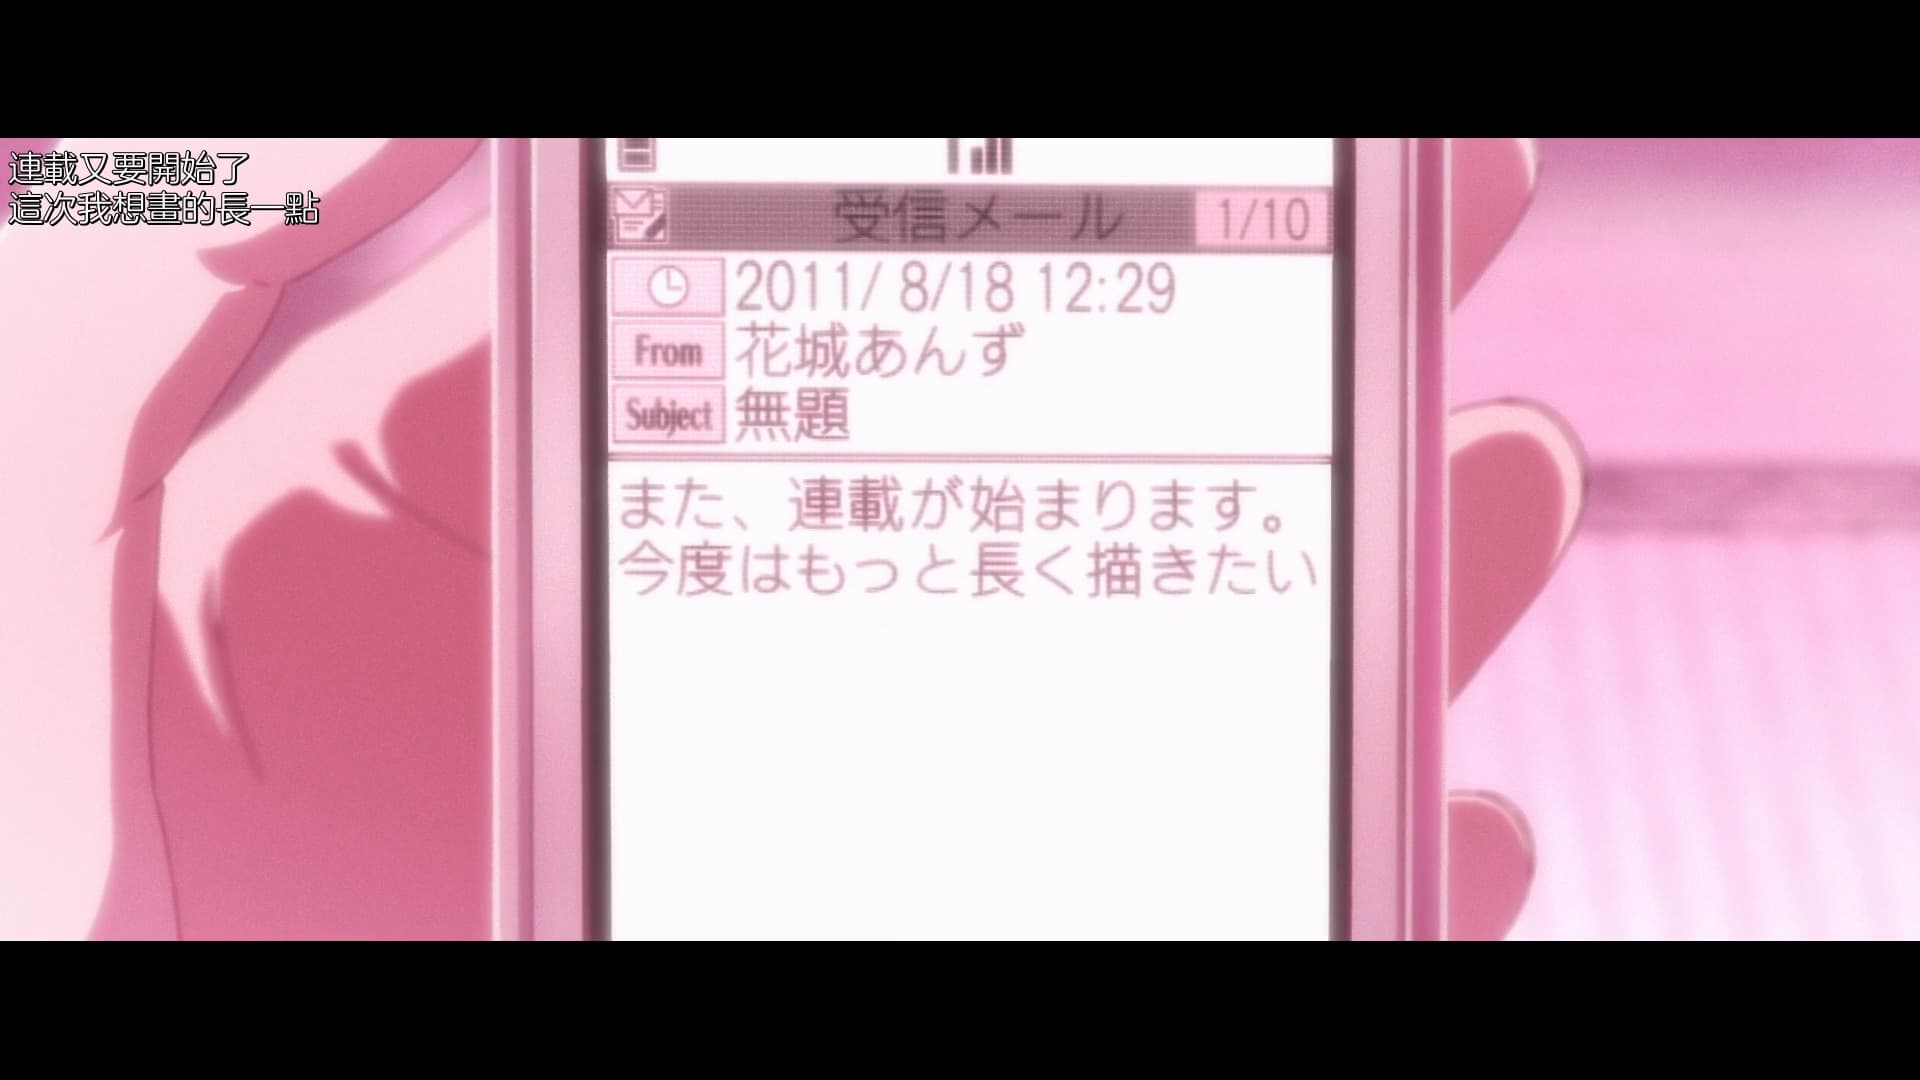 連載又要開始了
這次我想畫的長一點
受信メール 1/10
2011/ 8/18 12:29
From 花城あんず
Subject 無題
また、連載が始まります。
今度はもっと長く描きたい